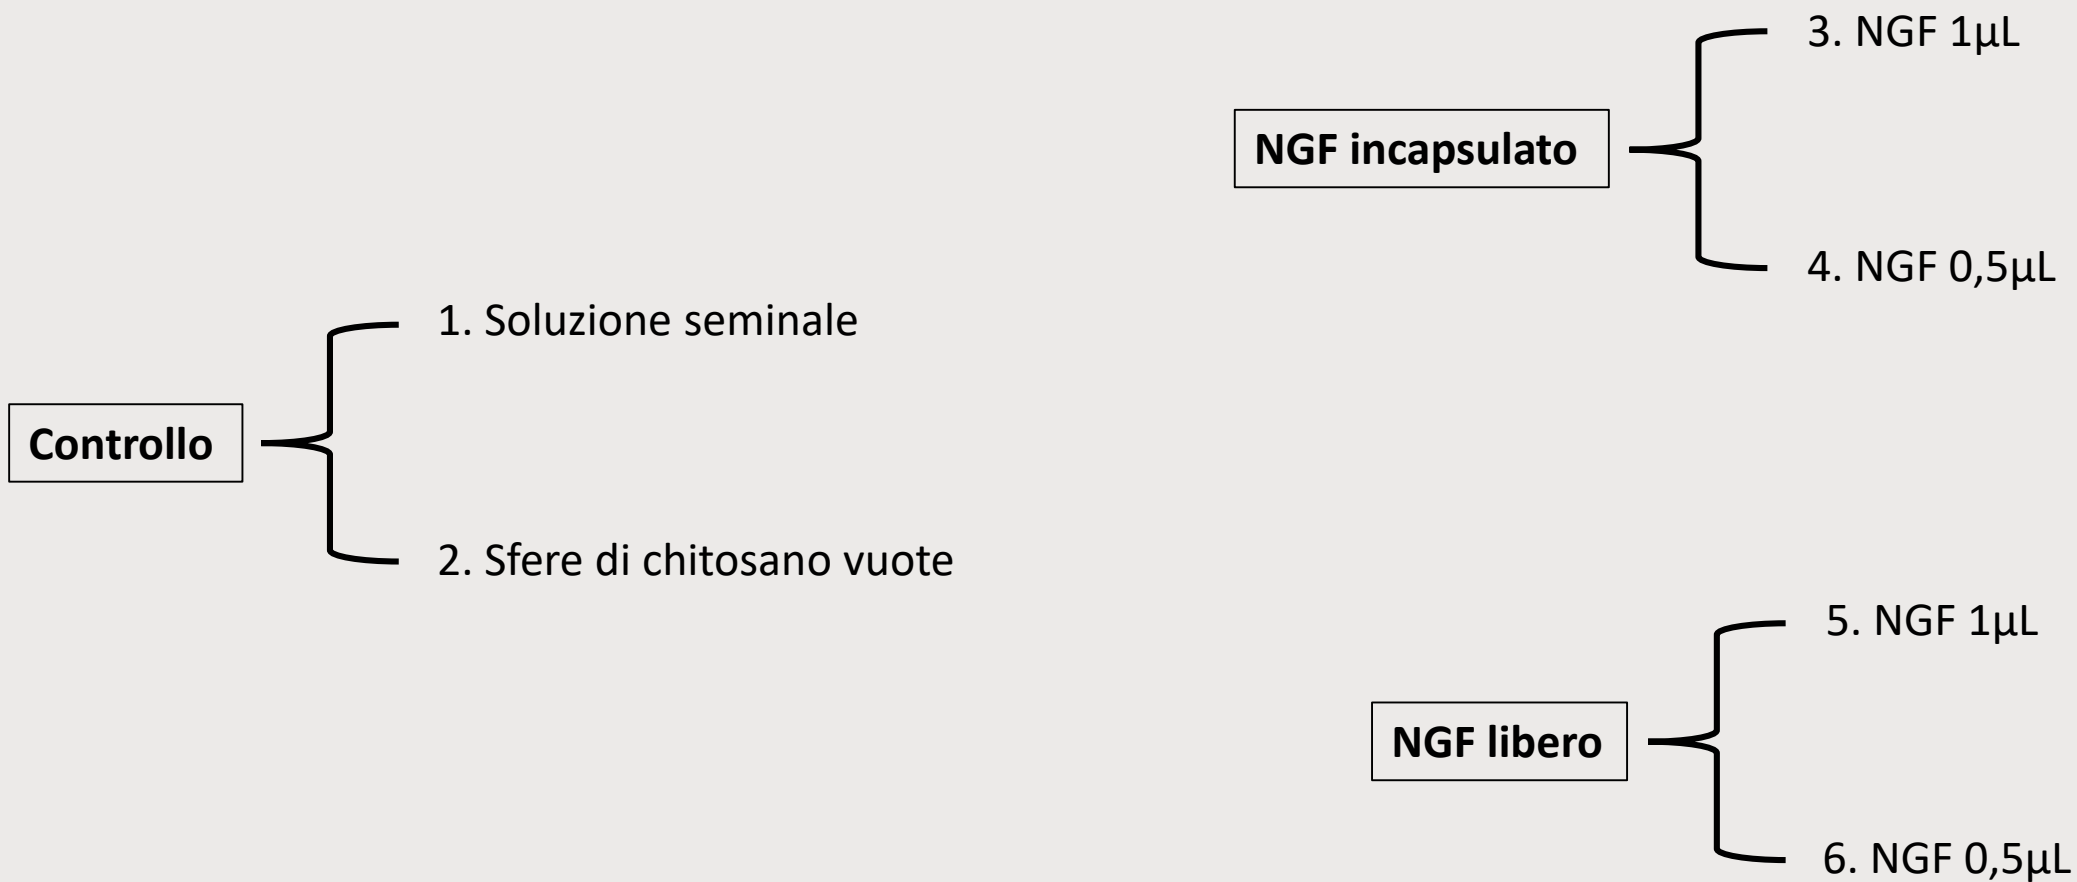 Controllo
1. Soluzione seminale
2. Sfere di chitosano vuote
NGF incapsulato
3. NGF 1µL
4. NGF 0,5µL
NGF libero
5. NGF 1µL
6. NGF 0,5µL